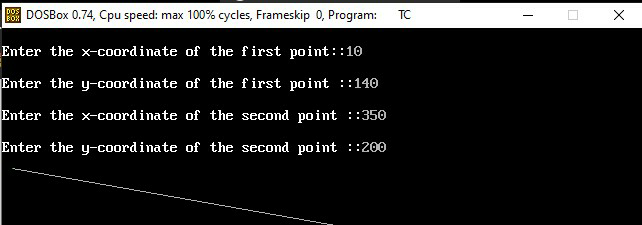 DOS
BOX
DOSBox 0.74, Cpu speed: max 100% cycles, Frameskip 0, Program: TC
Enter the x-coordinate of the first point::10
Enter the y-coordinate of the first point ::140
Enter the x-coordinate of the second point ::350
Enter the y-coordinate of the second point ::200